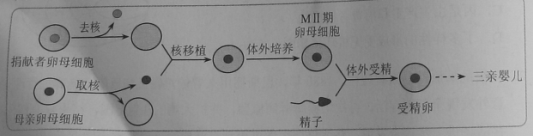 去核
捐献者卵母细胞
取核
母亲卵母细胞
核移植
体外培养
MⅡ期
卵母细胞
精子
体外受精
受精卵
三亲婴儿